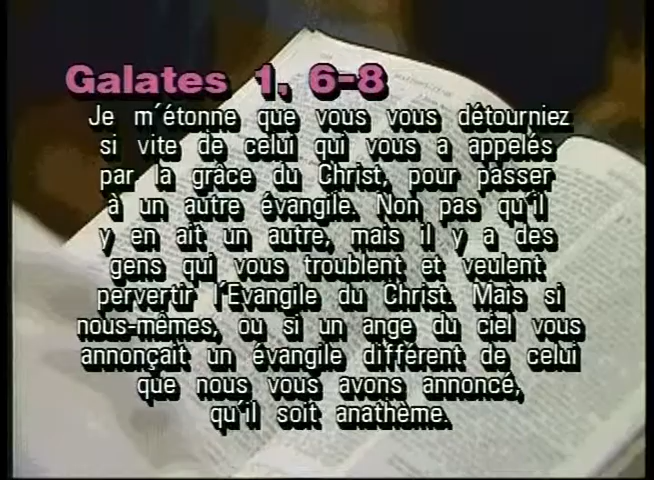 Galates 1, 6-8
Je m'étonne que vous vous détourniez
si vite de celui qui vous a appelés
par la grâce du Christ, pour passer
à un autre évangile. Non pas qu'il
y en ait un autre, mais il y a des
gens qui vous troublent et veulent
pervertir l'Evangile du Christ. Mais si
nous-mêmes, ou si un ange du ciel vous
annonçait un évangile différent de celui
que nous vous avons annoncé,
qu'il soit anathème.